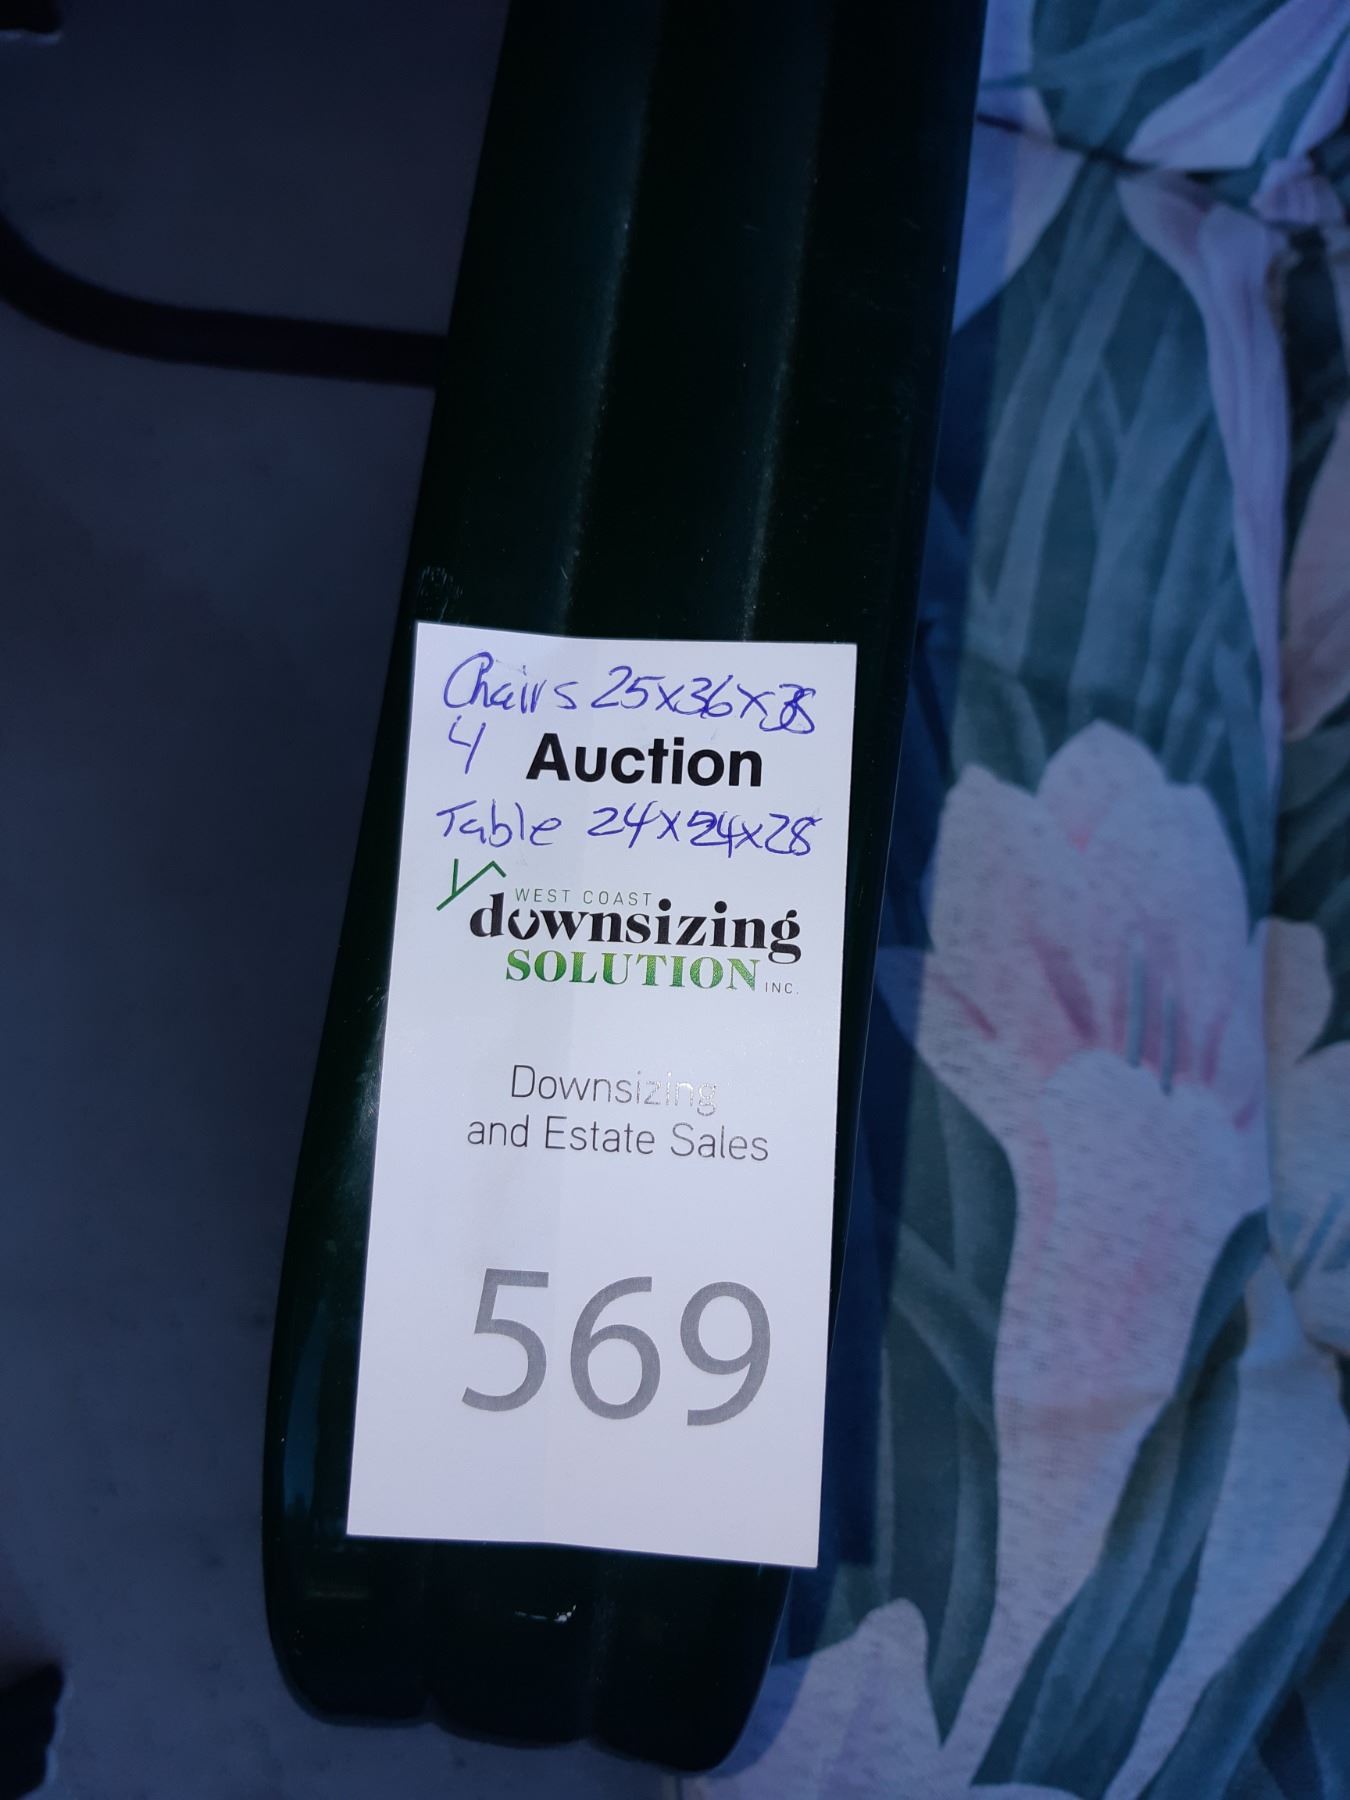 Chairs 25x36x38
4
Auction
Table 24x24x28
WEST COAST
downsizing
SOLUTION INC.
Downsizing
and Estate Sales
569